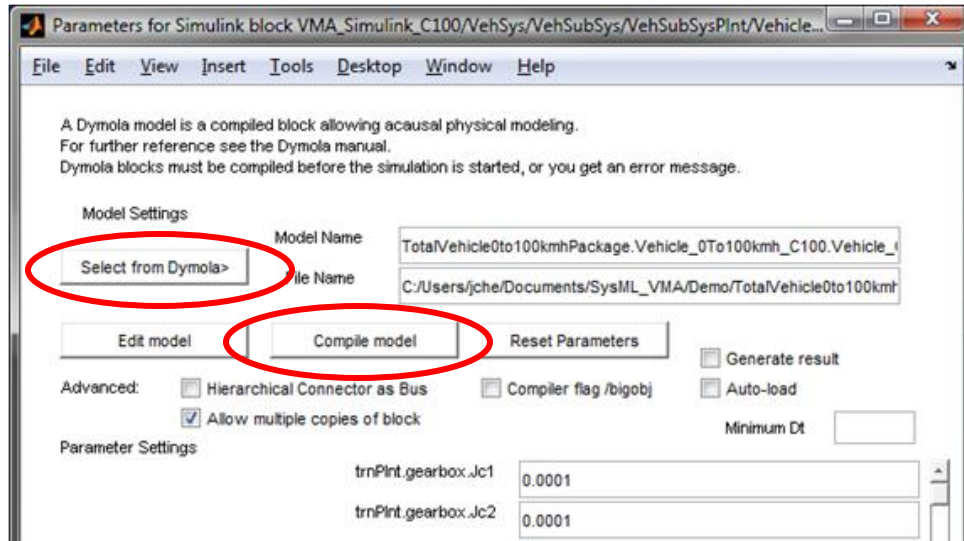 Parameters for Simulink block VMA_Simulink_C100/VehSys/VehSubSys/VehSubSysPlnt/Vehicle...
File Edit View Insert Tools Desktop Window Help
A Dymola model is a compiled block allowing acausal physical modeling.
For further reference see the Dymola manual.
Dymola blocks must be compiled before the simulation is started, or you get an error message.
Model Settings
Model Name TotalVehicle0to100kmhPackage.Vehicle_0To100kmh_C100.Vehicle_
Select from Dymola>
File Name C:/Users/jche/Documents/SysML_VMA/Demo/TotalVehicle0to100kmh
Edit model Compile model Reset Parameters
Generate result
Advanced: Hierarchical Connector as Bus Compiler flag /bigobj Auto-load
Allow multiple copies of block
Minimum Dt
Parameter Settings
trnPlnt.gearbox.Jc1 0.0001
trnPlnt.gearbox.Jc2 0.0001